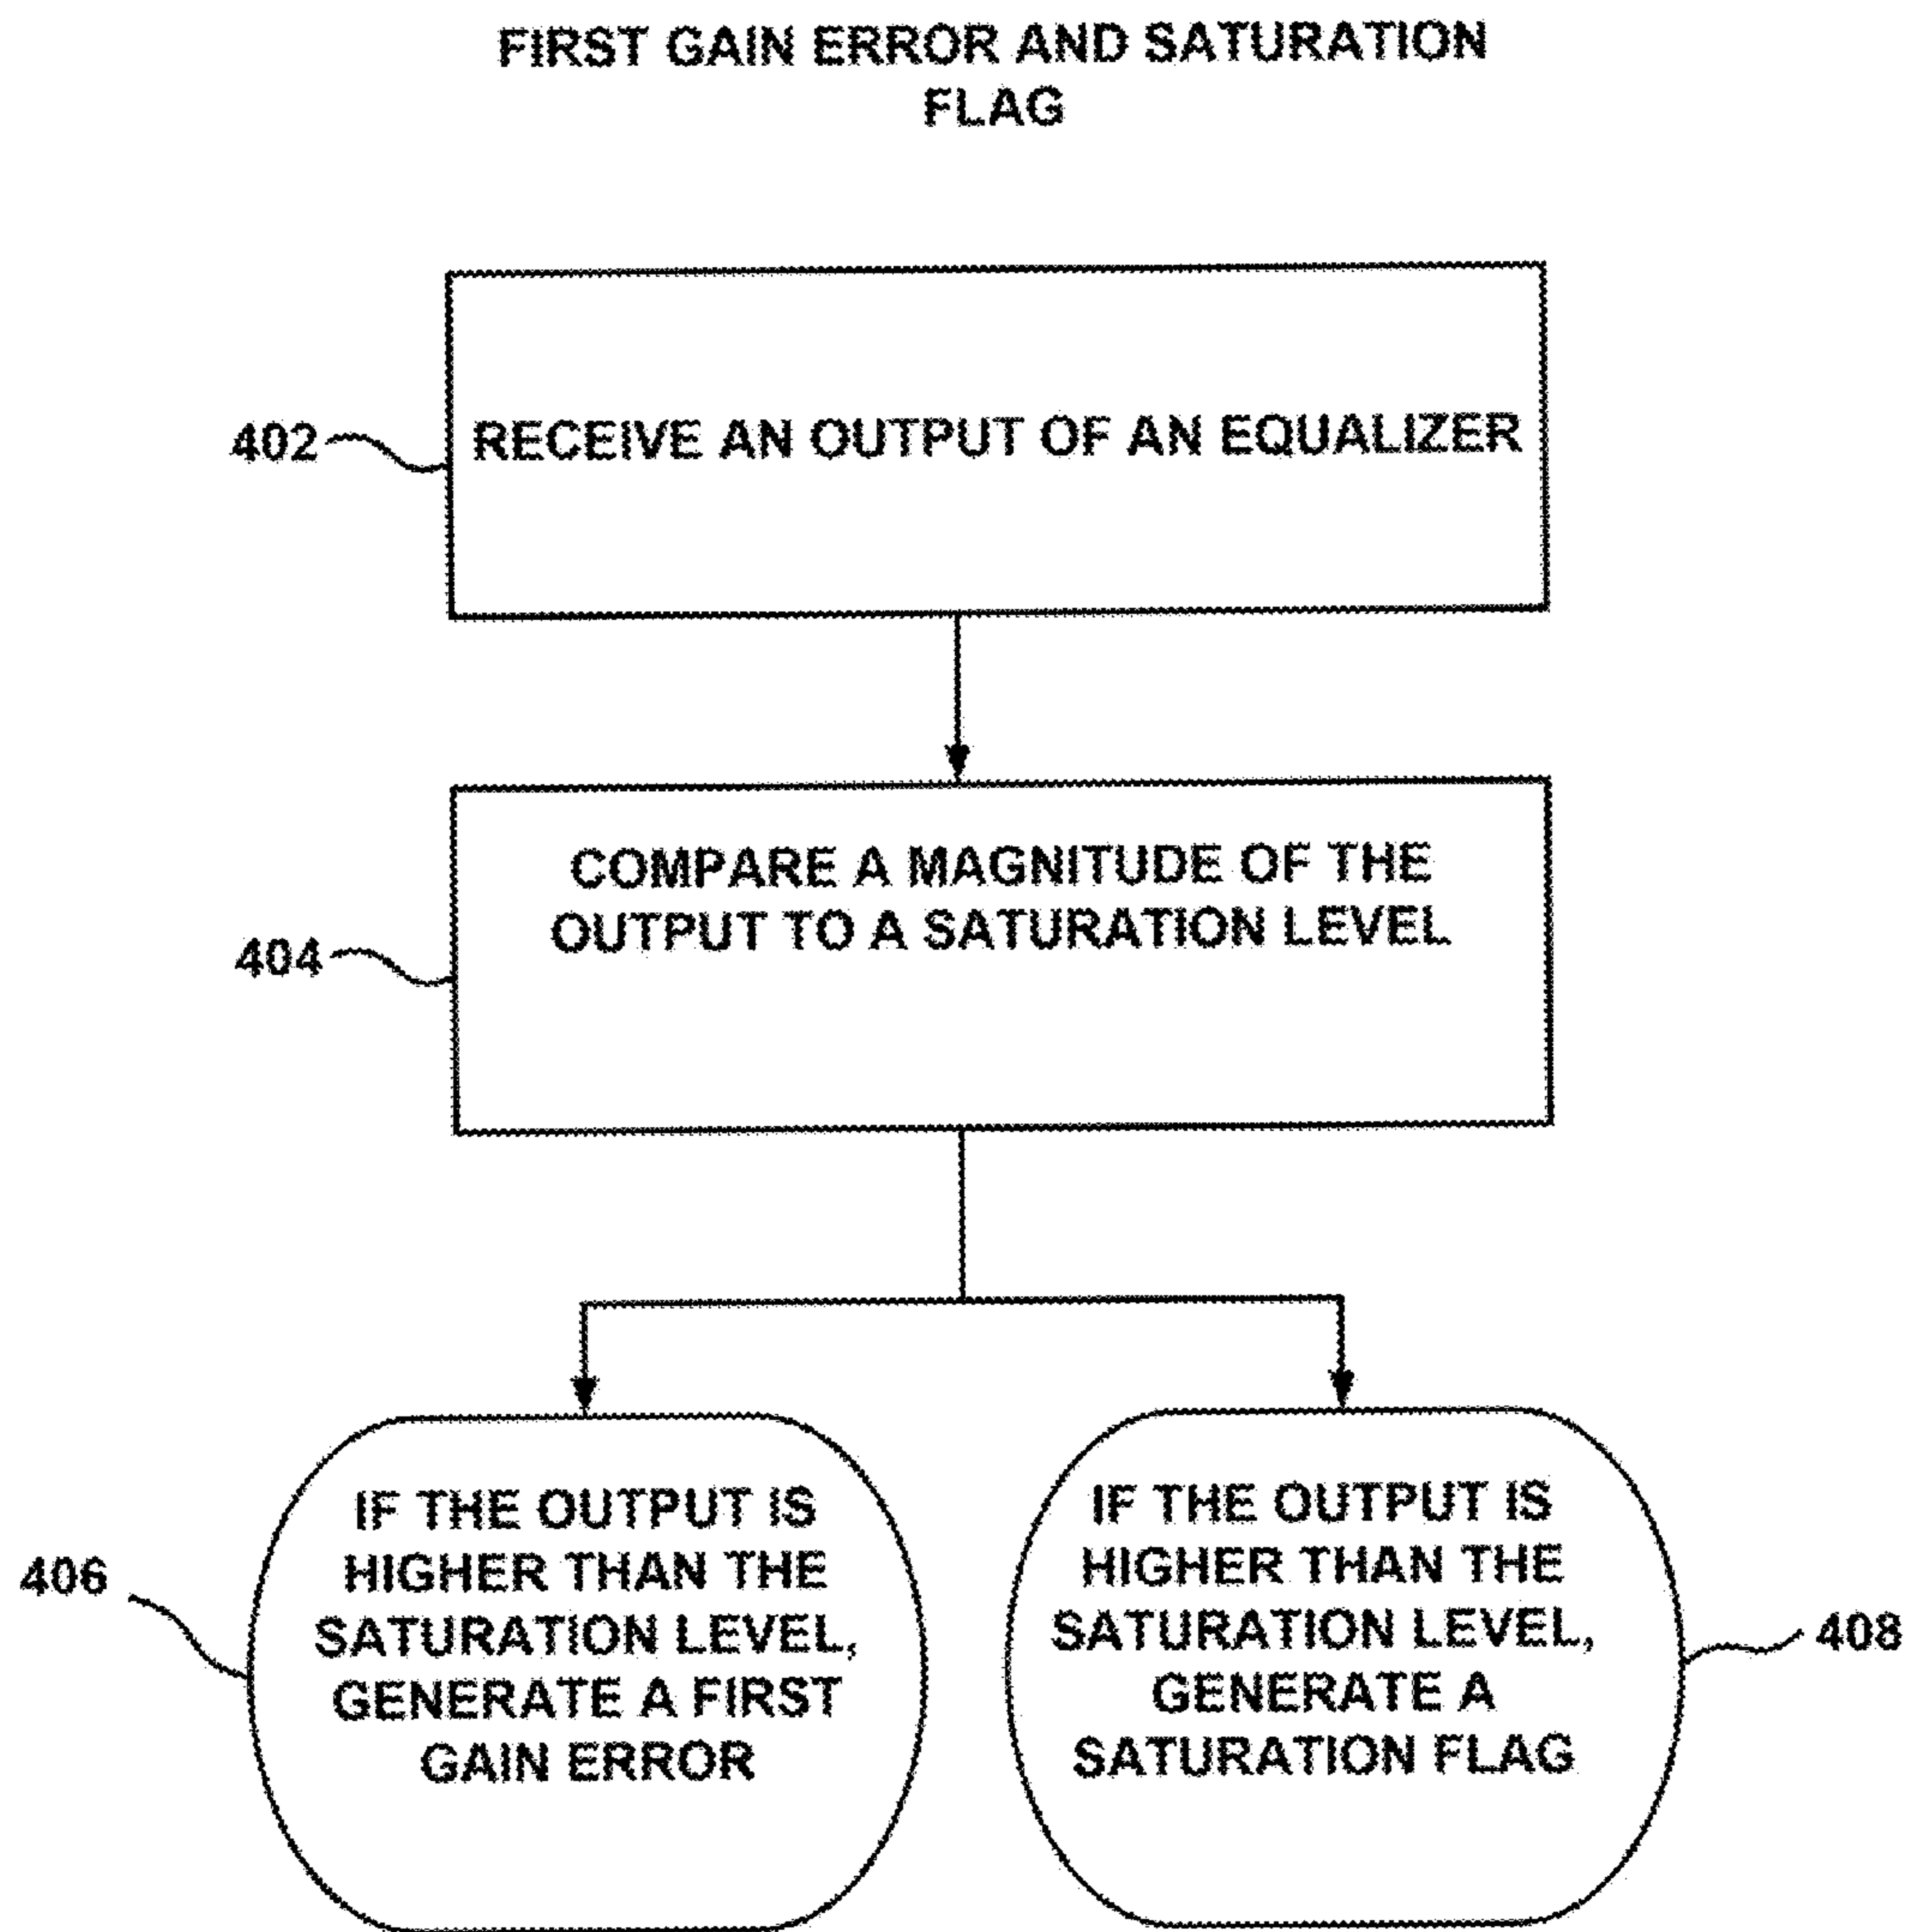 FIRST GAIN ERROR AND SATURATION
FLAG
402
RECEIVE AN OUTPUT OF AN EQUALIZER
COMPARE A MAGNITUDE OF THE
OUTPUT TO A SATURATION LEVEL
404
IF THE OUTPUT IS
HIGHER THAN THE
SATURATION LEVEL,
GENERATE A FIRST
GAIN ERROR
406
IF THE OUTPUT IS
HIGHER THAN THE
SATURATION LEVEL,
GENERATE A
SATURATION FLAG
408